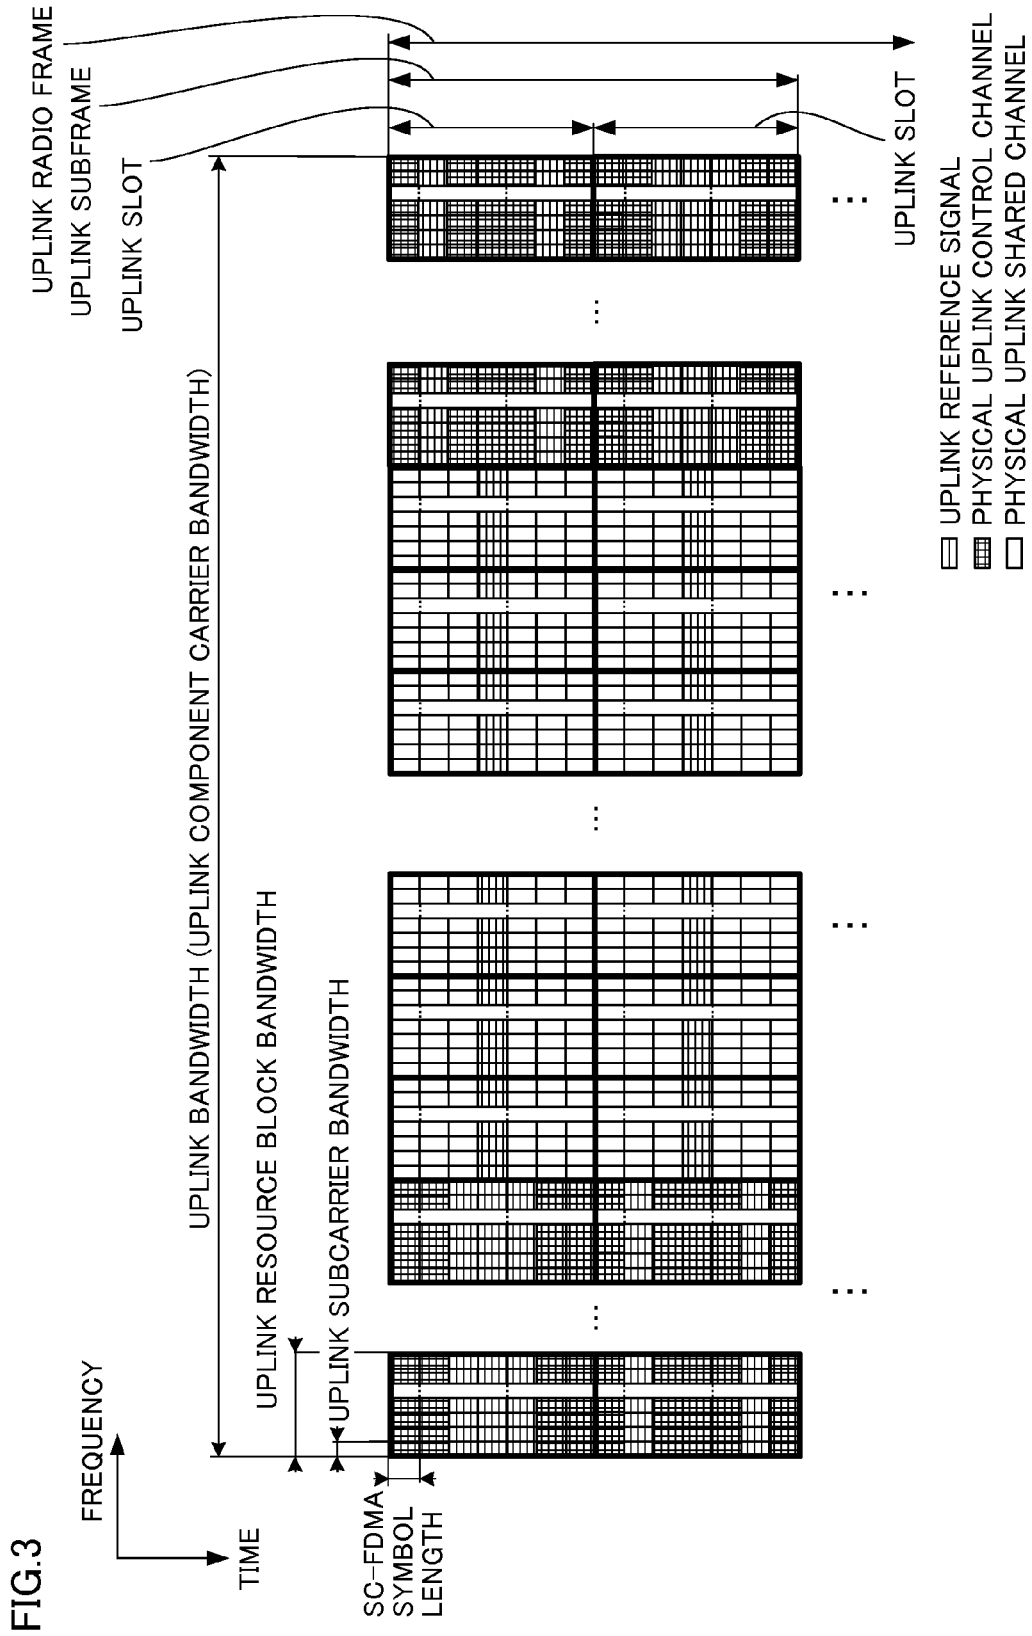 FIG.3
FREQUENCY
TIME
UPLINK RADIO FRAME
UPLINK SUBFRAME
UPLINK SLOT
UPLINK BANDWIDTH (UPLINK COMPONENT CARRIER BANDWIDTH)
UPLINK RESOURCE BLOCK BANDWIDTH
UPLINK SUBCARRIER BANDWIDTH
SC-FDMA
SYMBOL
LENGTH
UPLINK SLOT
UPLINK REFERENCE SIGNAL
PHYSICAL UPLINK CONTROL CHANNEL
PHYSICAL UPLINK SHARED CHANNEL